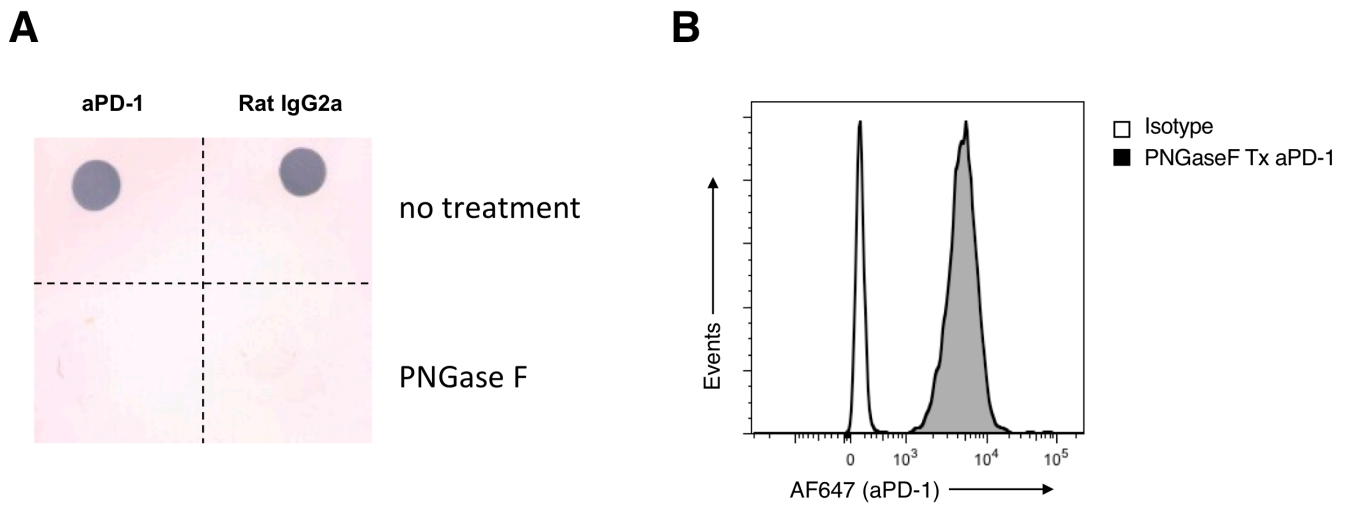 A
B
aPD-1
Rat IgG2a
no treatment
PNGase F
Isotype
PNGaseF Tx aPD-1
Events
0
10³
10⁴
10⁵
AF647 (aPD-1)